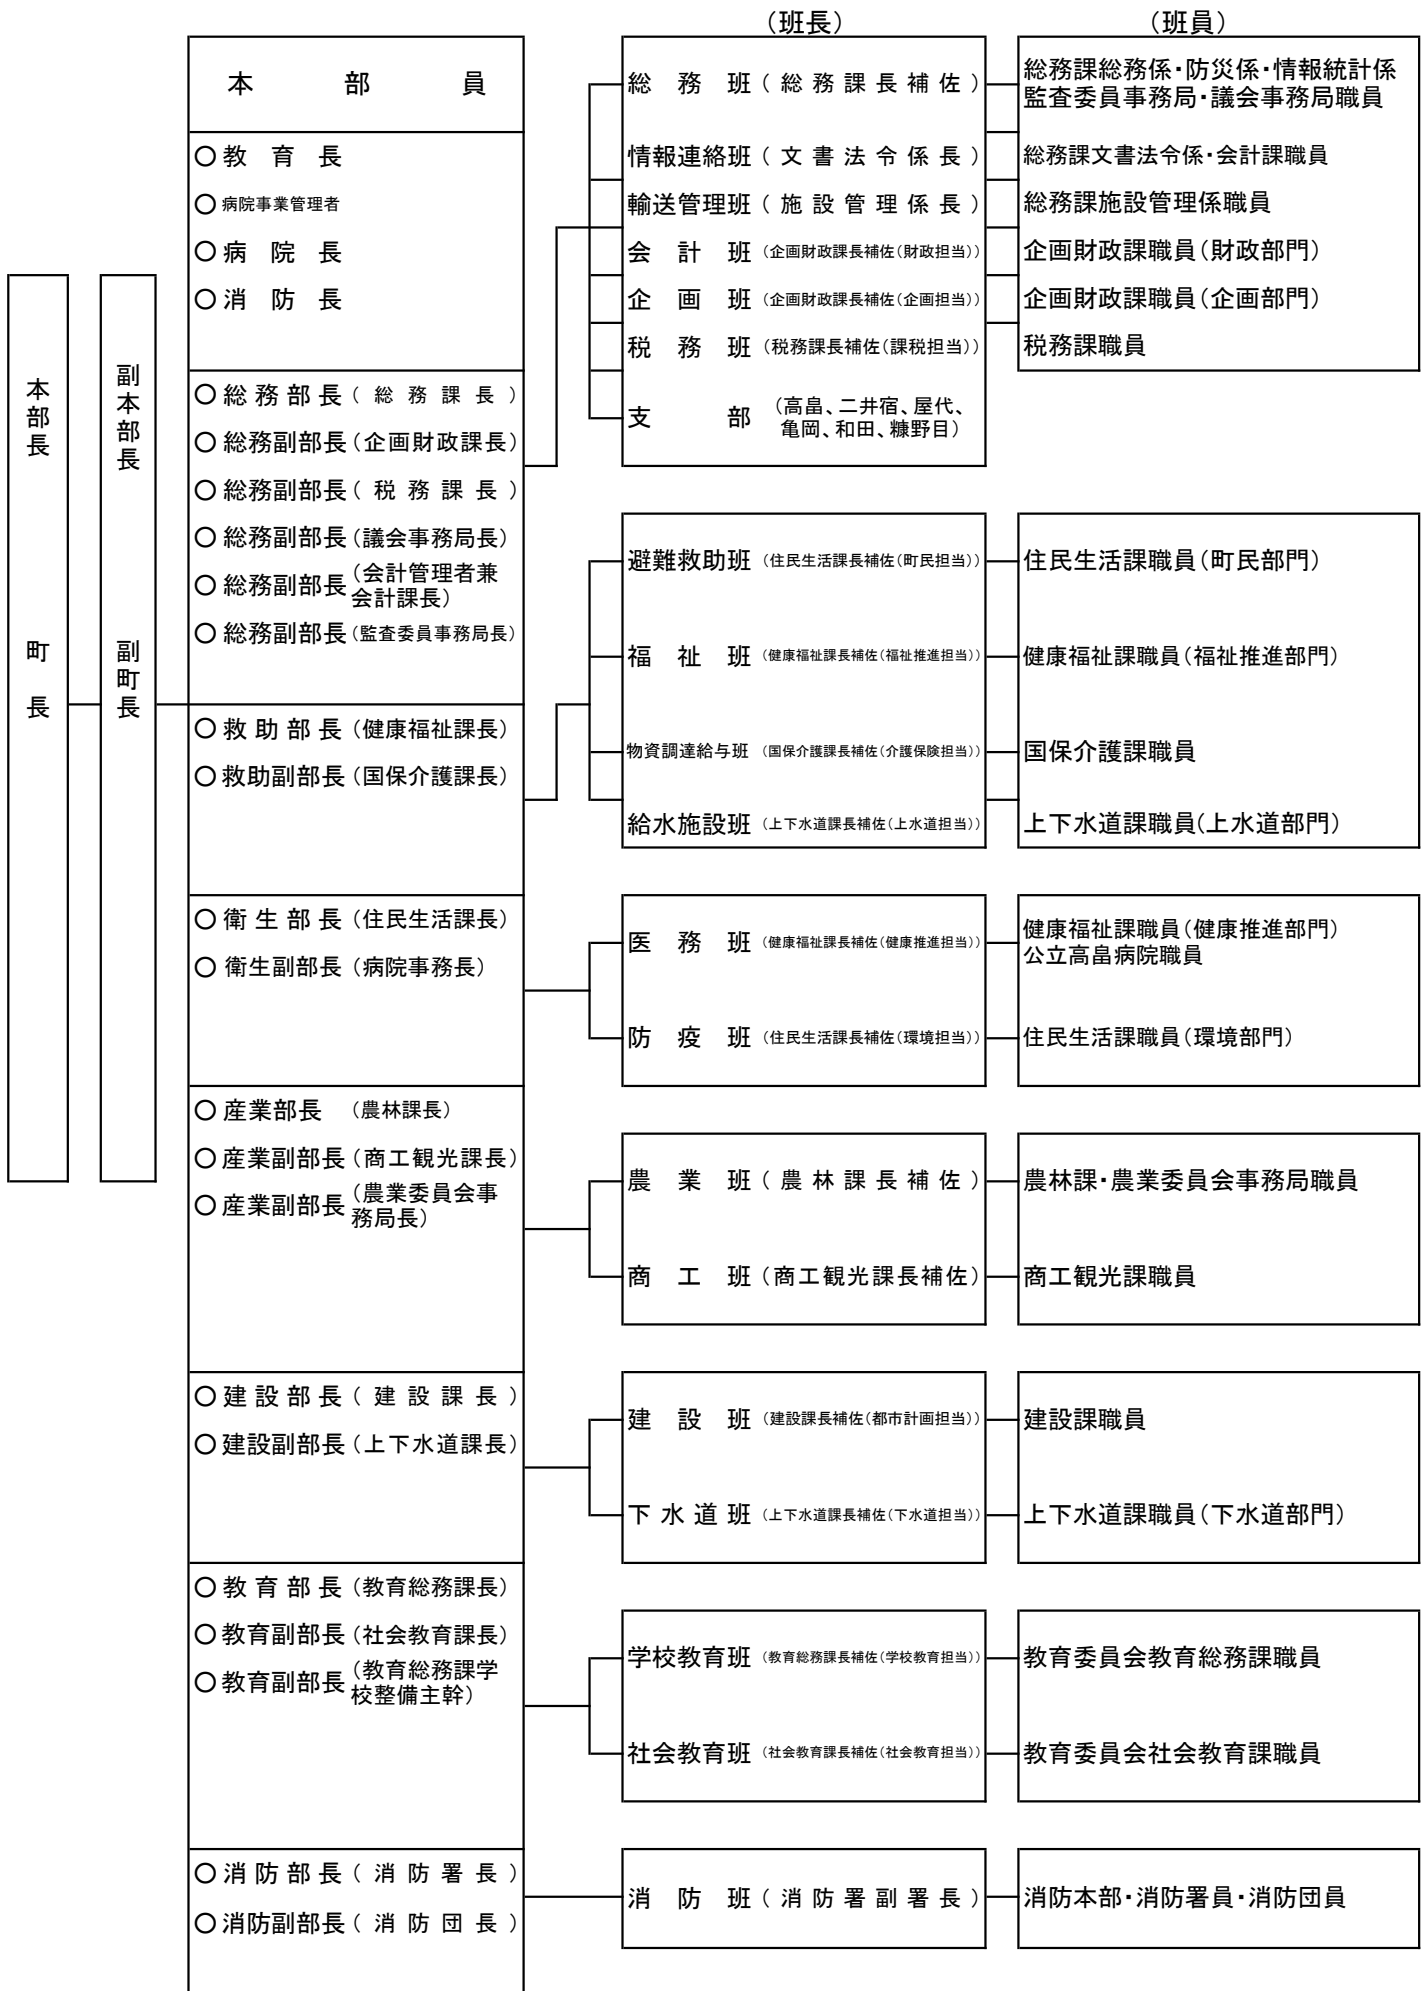 (班長)
(班員)
本部長 町長
副本部長 副町長
本部員
○教育長
○病院事業管理者
○病院長
○消防長
○総務部長(総務課長)
○総務副部長(企画財政課長)
○総務副部長(税務課長)
○総務副部長(議会事務局長)
○総務副部長(会計管理者兼
会計課長)
○総務副部長(監査委員事務局長)
総務班(総務課長補佐)
総務課総務係・防災係・情報統計係
監査委員事務局・議会事務局職員
情報連絡班(文書法令係長)
総務課文書法令係・会計課職員
輸送管理班(施設管理係長)
総務課施設管理係職員
会計班(企画財政課長補佐(財政担当))
企画財政課職員(財政部門)
企画班(企画財政課長補佐(企画担当))
企画財政課職員(企画部門)
税務班(税務課長補佐(課税担当))
税務課職員
支部(高畠、二井宿、屋代、
亀岡、和田、糠野目)
○救助部長(健康福祉課長)
○救助副部長(国保介護課長)
避難救助班(住民生活課長補佐(町民担当))
住民生活課職員(町民部門)
福祉班(健康福祉課長補佐(福祉推進担当))
健康福祉課職員(福祉推進部門)
物資調達給与班(国保介護課長補佐(介護保険担当))
国保介護課職員
給水施設班(上下水道課長補佐(上水道担当))
上下水道課職員(上水道部門)
○衛生部長(住民生活課長)
○衛生副部長(病院事務長)
医務班(健康福祉課長補佐(健康推進担当))
健康福祉課職員(健康推進部門)
公立高畠病院職員
防疫班(住民生活課長補佐(環境担当))
住民生活課職員(環境部門)
○産業部長(農林課長)
○産業副部長(商工観光課長)
○産業副部長(農業委員会事
務局長)
農業班(農林課長補佐)
農林課・農業委員会事務局職員
商工班(商工観光課長補佐)
商工観光課職員
○建設部長(建設課長)
○建設副部長(上下水道課長)
建設班(建設課長補佐(都市計画担当))
建設課職員
下水道班(上下水道課長補佐(下水道担当))
上下水道課職員(下水道部門)
○教育部長(教育総務課長)
○教育副部長(社会教育課長)
○教育副部長(教育総務課学
校整備主幹)
学校教育班(教育総務課長補佐(学校教育担当))
教育委員会教育総務課職員
社会教育班(社会教育課長補佐(社会教育担当))
教育委員会社会教育課職員
○消防部長(消防署長)
○消防副部長(消防団長)
消防班(消防署副署長)
消防本部・消防署員・消防団員